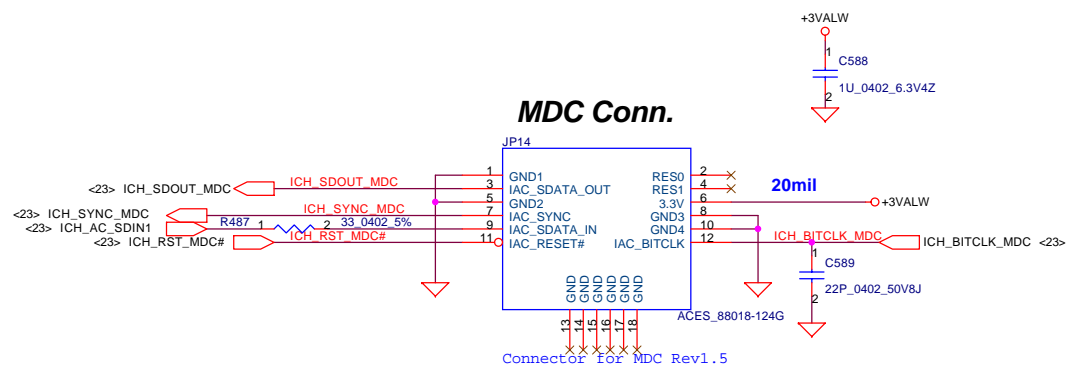 +3VALW
1
C588
1U_0402_6.3V4Z
2
MDC Conn.
JP14
1 GND1 RES0 2
<23> ICH_SDOUT_MDC ICH_SDOUT_MDC 3 IAC_SDATA_OUT RES1 4
20mil
5 GND2 3.3V 6 +3VALW
<23> ICH_SYNC_MDC ICH_SYNC_MDC 7 IAC_SYNC GND3 8
<23> ICH_AC_SDIN1 R487 1 2 33_0402_5% 9 IAC_SDATA_IN GND4 10
<23> ICH_RST_MDC# ICH_RST_MDC# 11 IAC_RESET# IAC_BITCLK 12 ICH_BITCLK_MDC ICH_BITCLK_MDC <23>
1
C589
22P_0402_50V8J
2
GND GND GND GND GND GND
13 14 15 16 17 18
ACES_88018-124G
Connector for MDC Rev1.5